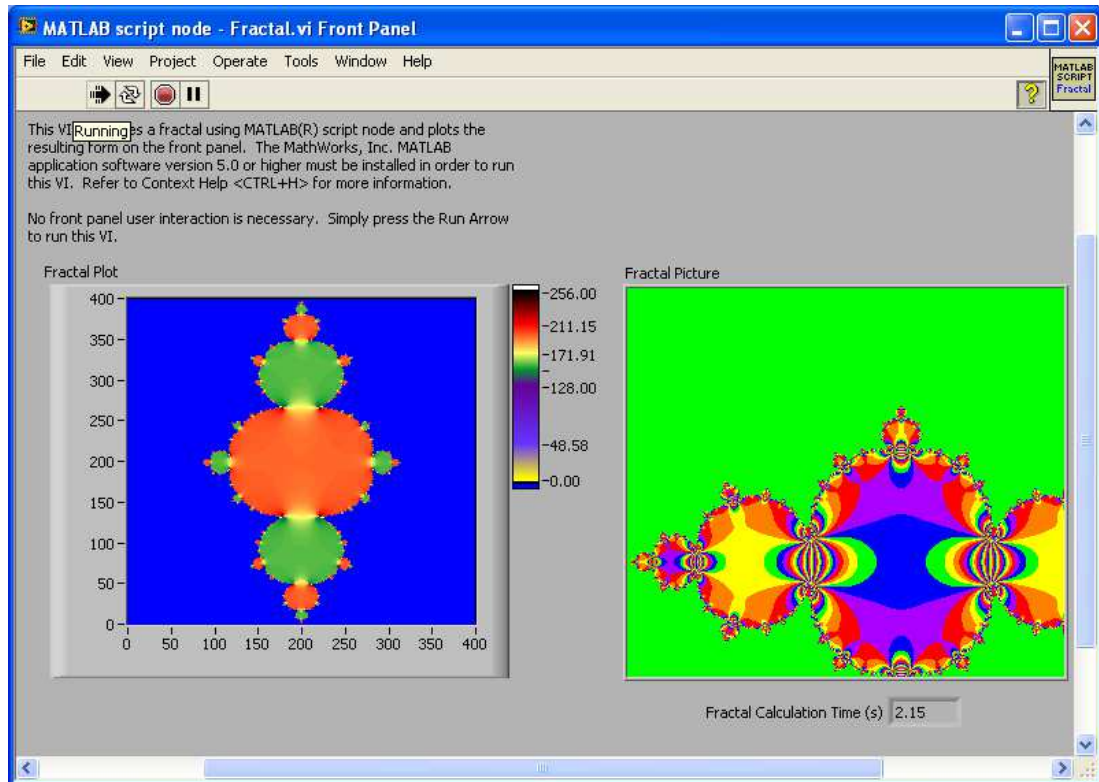 MATLAB script node - Fractal.vi Front Panel
File Edit View Project Operate Tools Window Help
MATLAB
SCRIPT
Fractal
Running
This VI es a fractal using MATLAB(R) script node and plots the
resulting form on the front panel. The MathWorks, Inc. MATLAB
application software version 5.0 or higher must be installed in order to run
this VI. Refer to Context Help <CTRL+H> for more information.
No front panel user interaction is necessary. Simply press the Run Arrow
to run this VI.
Fractal Plot
400
350
300
250
200
150
100
50
0
0 50 100 150 200 250 300 350 400
256.00
211.15
171.91
128.00
48.58
0.00
Fractal Picture
Fractal Calculation Time (s) 2.15